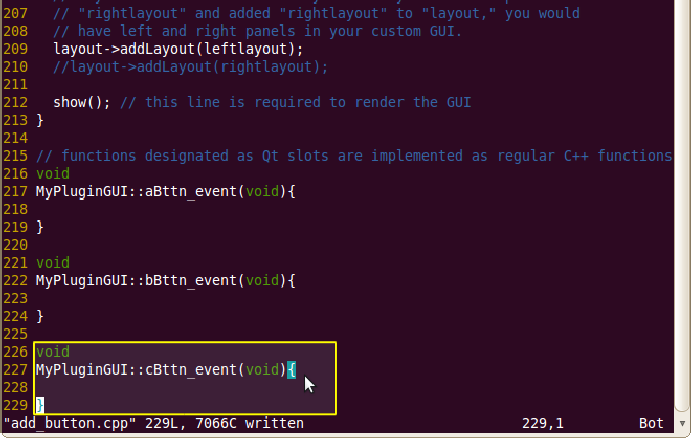 207 // "rightlayout" and added "rightlayout" to "layout," you would
208 // have left and right panels in your custom GUI.
209 layout->addLayout(leftlayout);
210 //layout->addLayout(rightlayout);
211
212 show(); // this line is required to render the GUI
213 }
214
215 // functions designated as Qt slots are implemented as regular C++ functions
216 void
217 MyPluginGUI::aBttn_event(void){
218
219 }
220
221 void
222 MyPluginGUI::bBttn_event(void){
223
224 }
225
226 void
227 MyPluginGUI::cBttn_event(void){
228
229 }
"add_button.cpp" 229L, 7066C written 229,1 Bot